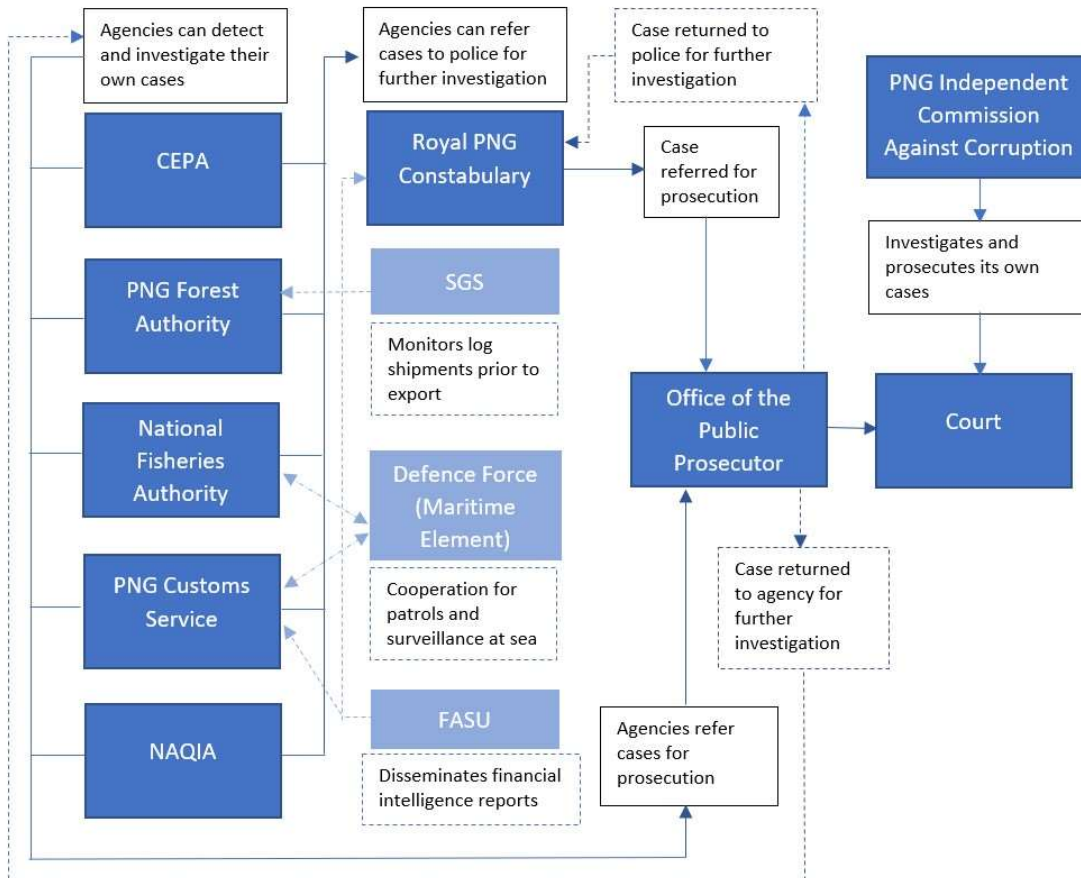 Agencies can detect
and investigate their
own cases
Agencies can refer
cases to police for
further investigation
Case returned to
police for further
investigation
PNG Independent
Commission
Against Corruption
CEPA
Royal PNG
Constabulary
Case
referred for
prosecution
Investigates and
prosecutes its own
cases
PNG Forest
Authority
SGS
Monitors log
shipments prior to
export
National
Fisheries
Authority
Defence Force
(Maritime
Element)
Cooperation for
patrols and
surveillance at sea
Office of the
Public
Prosecutor
Court
PNG Customs
Service
Case returned
to agency for
further
investigation
NAQIA
FASU
Disseminates financial
intelligence reports
Agencies refer
cases for
prosecution